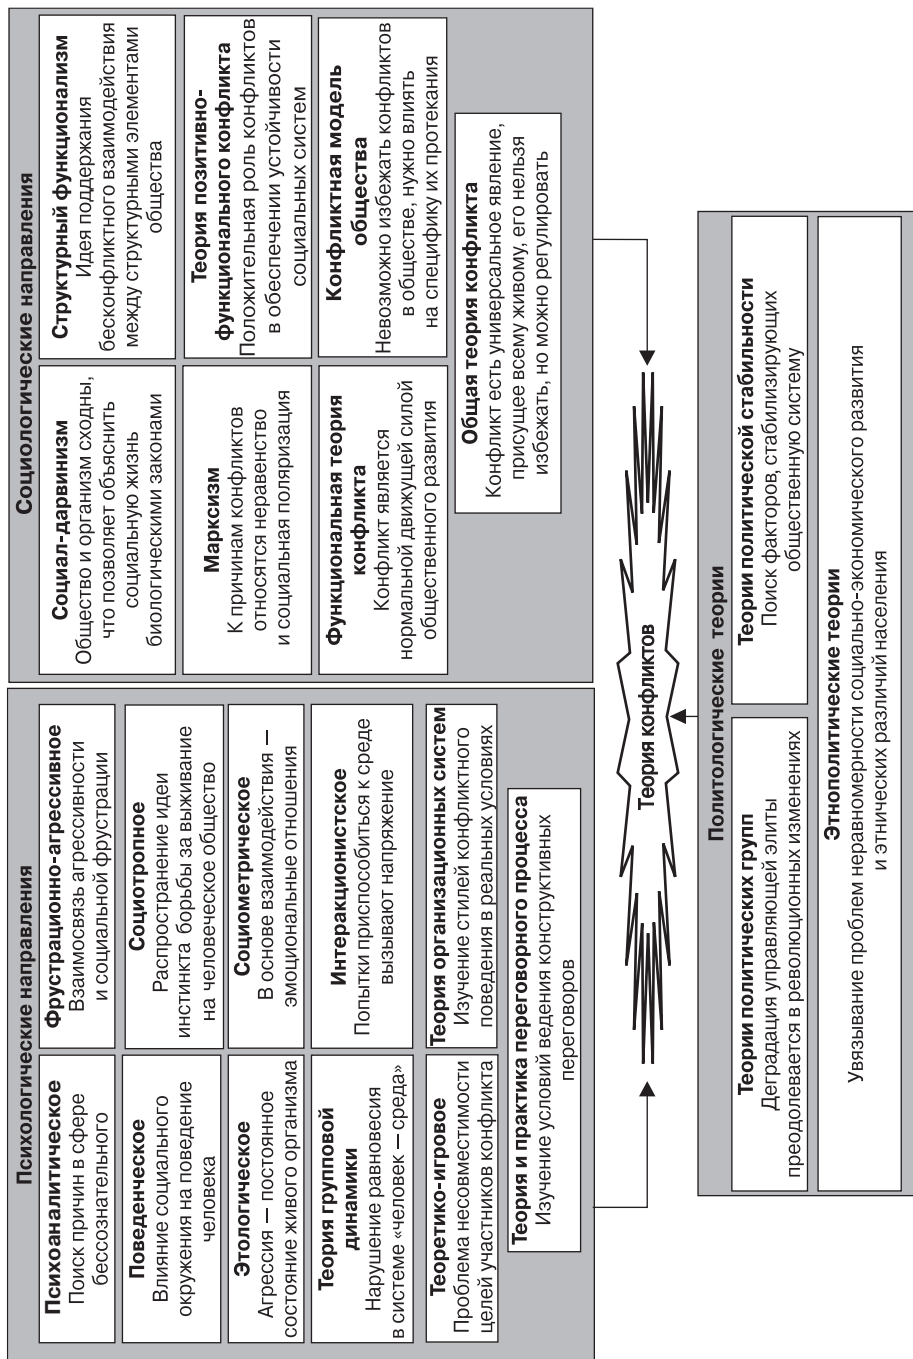 Психологические направления
Психоаналитическое
Поиск причин в сфере
бессознательного
Фрустрационно-агрессивное
Взаимосвязь агрессивности
и социальной фрустрации
Поведенческое
Влияние социального
окружения на поведение
человека
Социотропное
Распространение идеи
инстинкта борьбы за выживание
на человеческое общество
Этологическое
Агрессия — постоянное
состояние живого организма
Социометрическое
В основе взаимодействия —
эмоциональные отношения
Теория групповой
динамики
Нарушение равновесия
в системе «человек — среда»
Интеракционистское
Попытки приспособиться к среде
вызывают напряжение
Теоретико-игровое
Проблема несовместимости
целей участников конфликта
Теория организационных систем
Изучение стилей конфликтного
поведения в реальных условиях
Теория и практика переговорного процесса
Изучение условий ведения конструктивных
переговоров
Социологические направления
Социал-дарвинизм
Общество и организм сходны,
что позволяет объяснить
социальную жизнь
биологическими законами
Структурный функционализм
Идея поддержания
бесконфликтного взаимодействия
между структурными элементами
общества
Марксизм
К причинам конфликтов
относятся неравенство
и социальная поляризация
Теория позитивно-
функционального конфликта
Положительная роль конфликтов
в обеспечении устойчивости
социальных систем
Функциональная теория
конфликта
Конфликт является
нормальной движущей силой
общественного развития
Конфликтная модель
общества
Невозможно избежать конфликтов
в обществе, нужно влиять
на специфику их протекания
Общая теория конфликта
Конфликт есть универсальное явление,
присущее всему живому, его нельзя
избежать, но можно регулировать
Теория конфликтов
Политологические теории
Теории политических групп
Деградация управляющей элиты
преодолевается в революционных изменениях
Теории политической стабильности
Поиск факторов, стабилизирующих
общественную систему
Этнополитические теории
Увязывание проблем неравномерности социально-экономического развития
и этнических различий населения